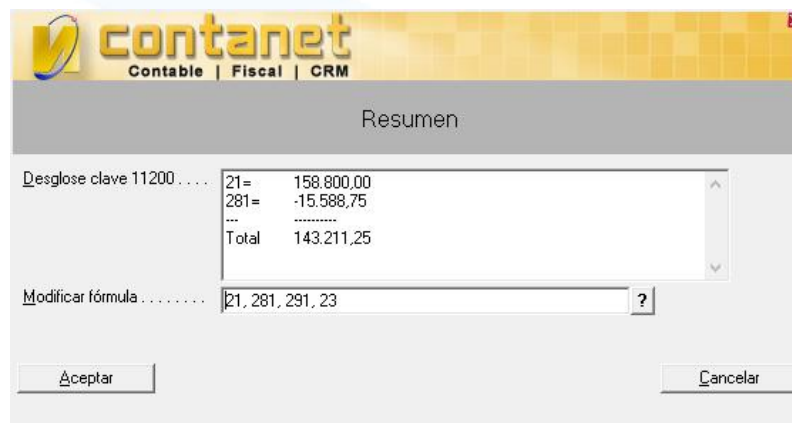 contanet
Contable | Fiscal | CRM
Resumen
Desglose clave 11200 . . . .
21= 158.800,00
281= -15.588,75
--- ----------
Total 143.211,25
Modificar fórmula . . . . . . . .
21, 281, 291, 23
?
Aceptar
Cancelar